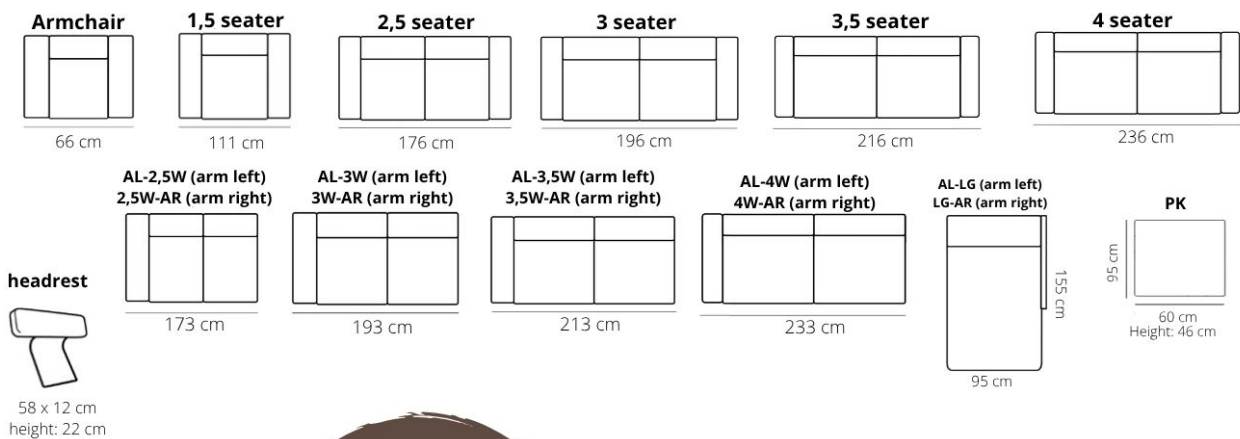 Armchair
66 cm
1,5 seater
111 cm
2,5 seater
176 cm
3 seater
196 cm
3,5 seater
216 cm
4 seater
236 cm
headrest
58 x 12 cm
height: 22 cm
AL-2,5W (arm left)
2,5W-AR (arm right)
173 cm
AL-3W (arm left)
3W-AR (arm right)
193 cm
AL-3,5W (arm left)
3,5W-AR (arm right)
213 cm
AL-4W (arm left)
4W-AR (arm right)
233 cm
AL-LG (arm left)
LG-AR (arm right)
155 cm
95 cm
PK
95 cm
60 cm
Height: 46 cm